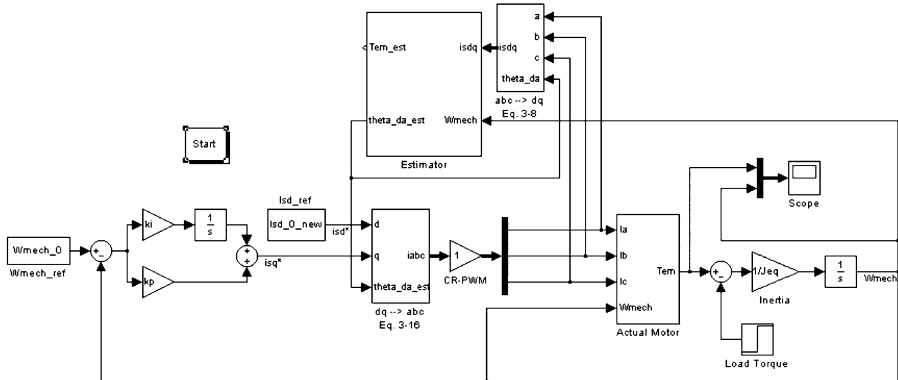 a
Tem_est
isdq
isdq
b
c
theta_da
abc --> dq
Eq. 3-8
theta_da_est
Wmech
Estimator
Start
Scope
Isd_ref
ki
1
s
Isd_0_new
isd*
d
Wmech_0
Wmech_ref
+
-
+
+
isq*
q
iabc
1
CR-PWM
Ia
Ib
Ic
kp
theta_da_est
dq --> abc
Eq. 3-16
Tem
Wmech
Actual Motor
+
-
1/Jeq
Inertia
1
s
Wmech
Load Torque